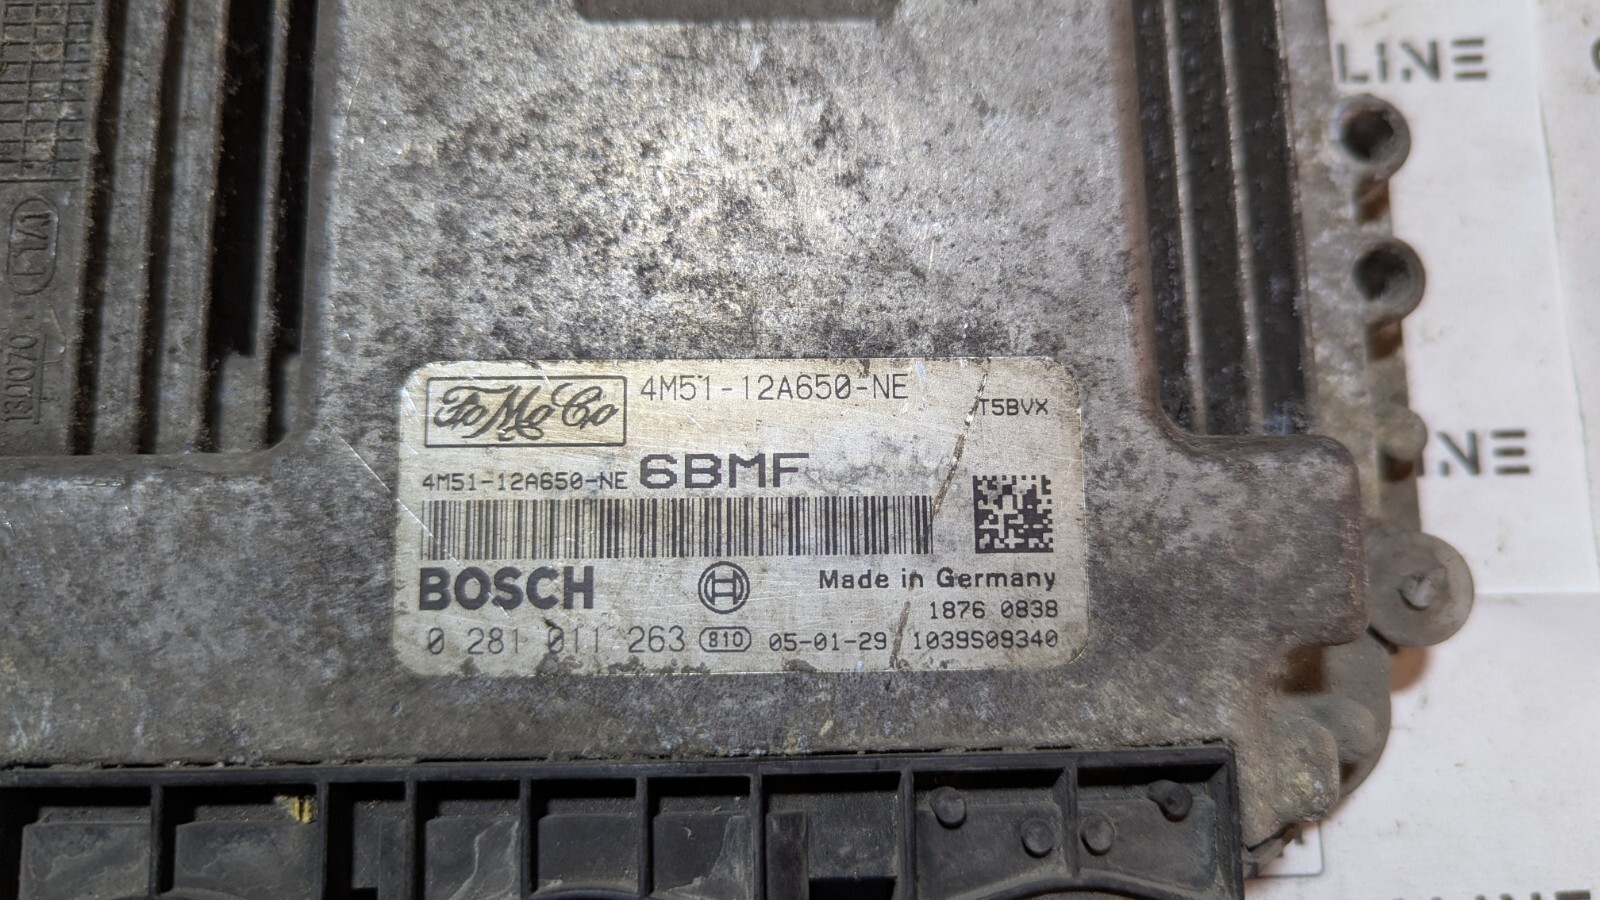 LINE
FoMoCo
4M51-12A650-NE
T5BVX
4M51-12A650-NE 6BMF
BOSCH
Made in Germany
1876 0838
0 281 011 263 810 05-01-29 1039S09340